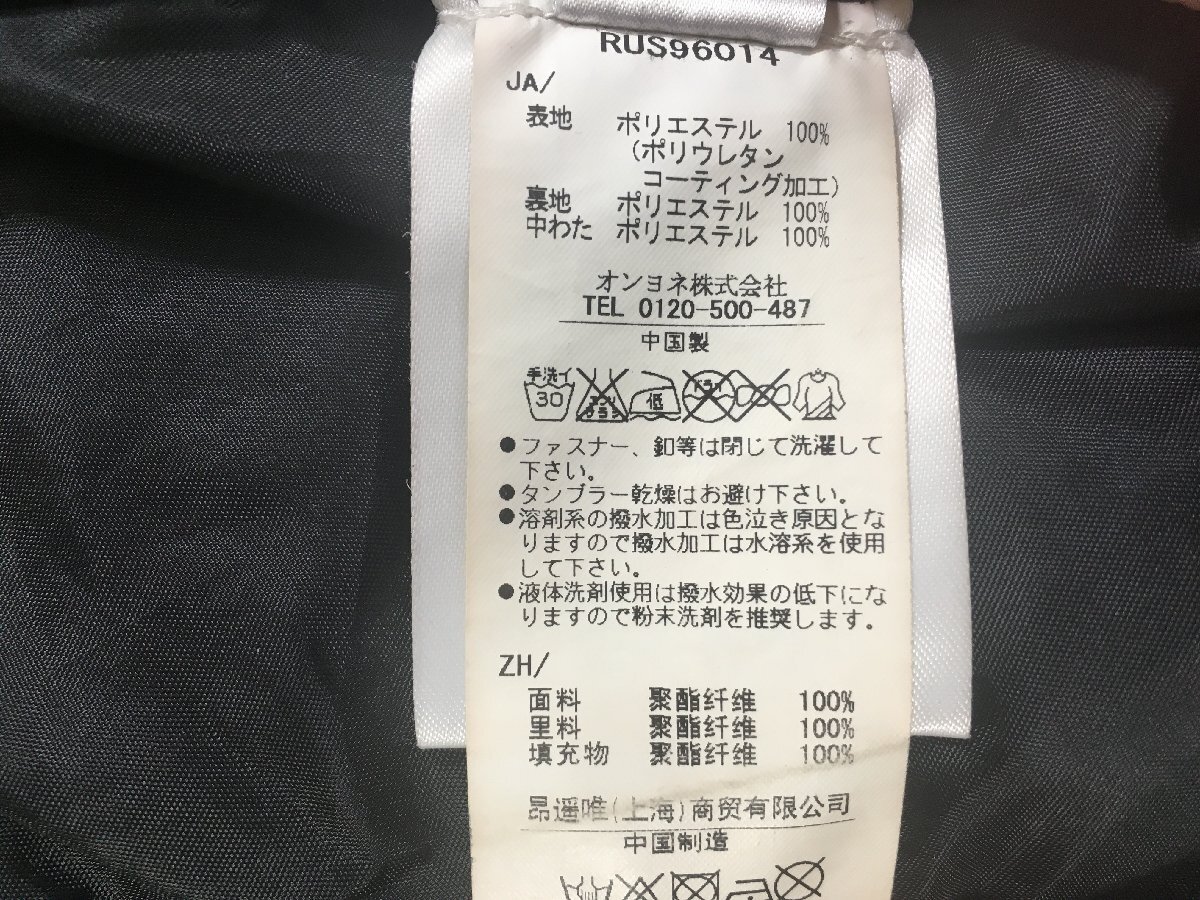 RUS96014
JA/
表地 ポリエステル 100%
(ポリウレタン
コーティング加工)
裏地 ポリエステル 100%
中わた ポリエステル 100%
オンヨネ株式会社
TEL 0120-500-487
中国製
手洗イ
30
エンソ
サラシ
低
ドライ
●ファスナー、釦等は閉じて洗濯して
下さい。
●タンブラー乾燥はお避け下さい。
●溶剤系の撥水加工は色泣き原因とな
りますので撥水加工は水溶系を使用
して下さい。
●液体洗剤使用は撥水効果の低下にな
りますので粉末洗剤を推奨します。
ZH/
面料 聚酯纤维 100%
里料 聚酯纤维 100%
填充物 聚酯纤维 100%
昂遥唯(上海)商贸有限公司
中国制造